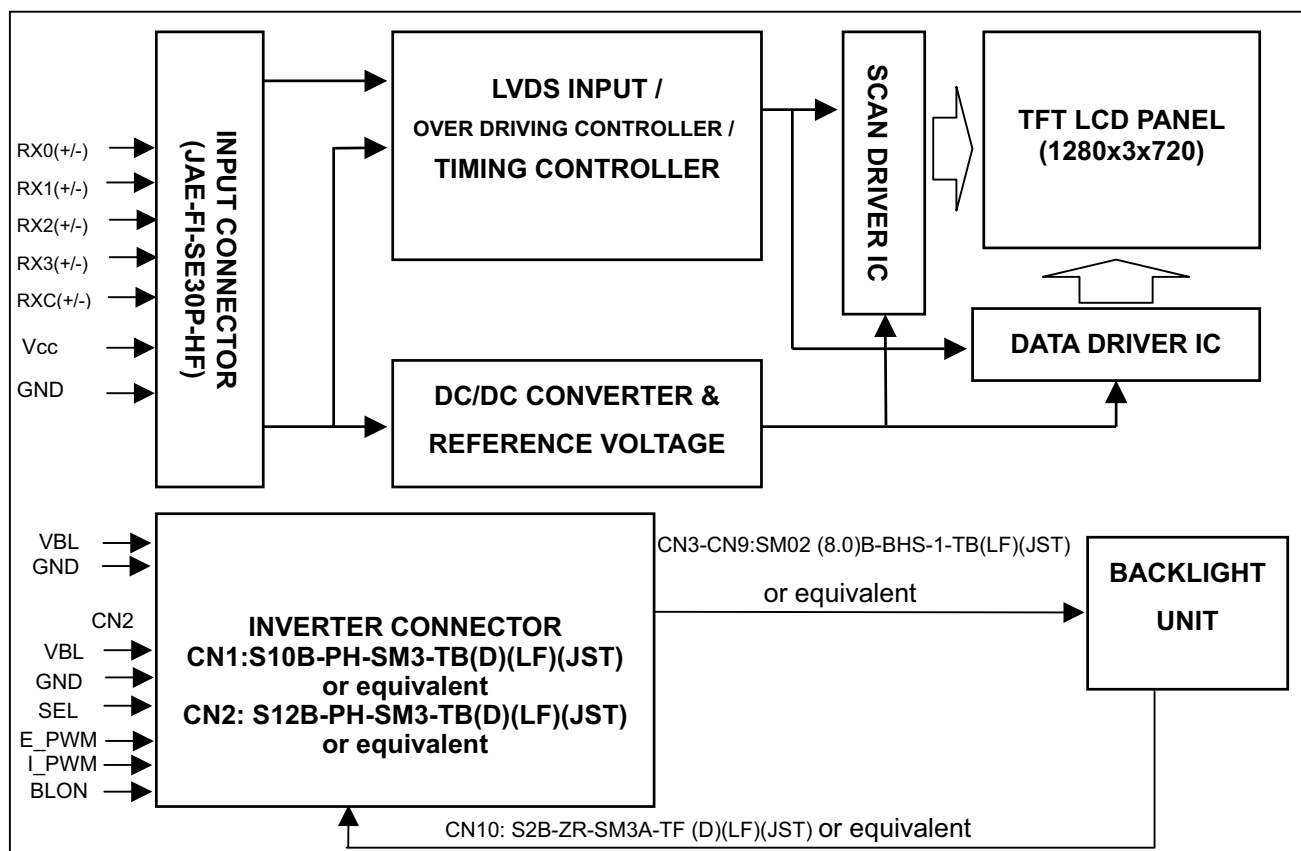 RX0(+/-)
RX1(+/-)
RX2(+/-)
RX3(+/-)
RXC(+/-)
Vcc
GND
INPUT CONNECTOR
(JAE-FI-SE30P-HF)
LVDS INPUT /
OVER DRIVING CONTROLLER /
TIMING CONTROLLER
SCAN DRIVER IC
TFT LCD PANEL
(1280x3x720)
DATA DRIVER IC
DC/DC CONVERTER &
REFERENCE VOLTAGE
VBL
GND
CN2
VBL
GND
SEL
E_PWM
I_PWM
BLON
INVERTER CONNECTOR
CN1:S10B-PH-SM3-TB(D)(LF)(JST)
or equivalent
CN2: S12B-PH-SM3-TB(D)(LF)(JST)
or equivalent
CN3-CN9:SM02 (8.0)B-BHS-1-TB(LF)(JST)
or equivalent
BACKLIGHT
UNIT
CN10: S2B-ZR-SM3A-TF (D)(LF)(JST) or equivalent